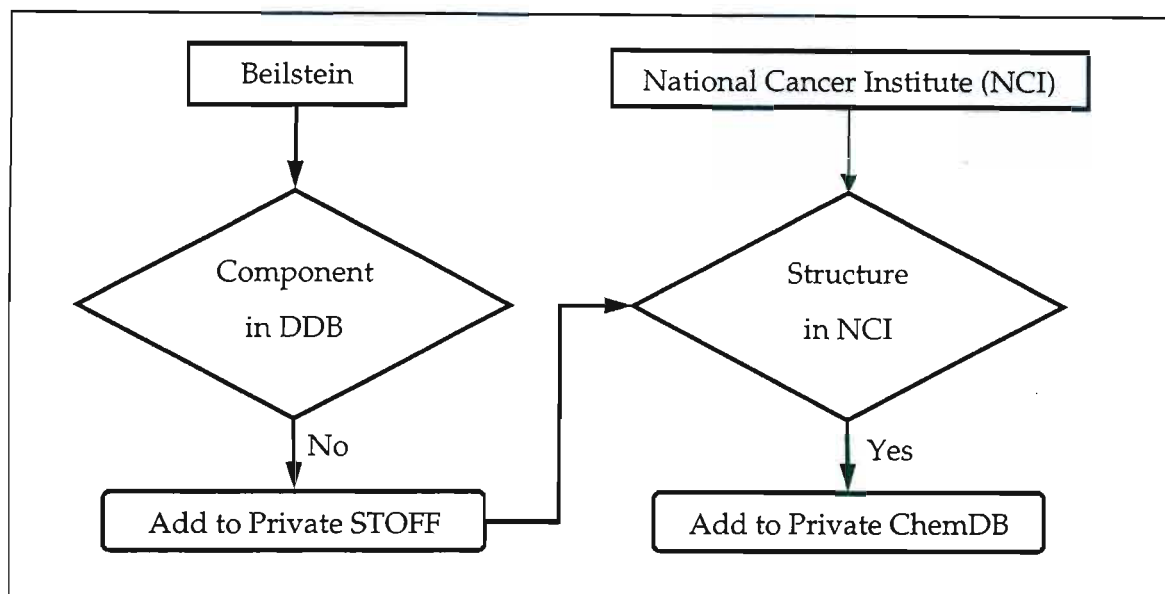 Beilstein
National Cancer Institute (NCI)
Component
in DDB
Structure
in NCI
No
Yes
Add to Private STOFF
Add to Private ChemDB